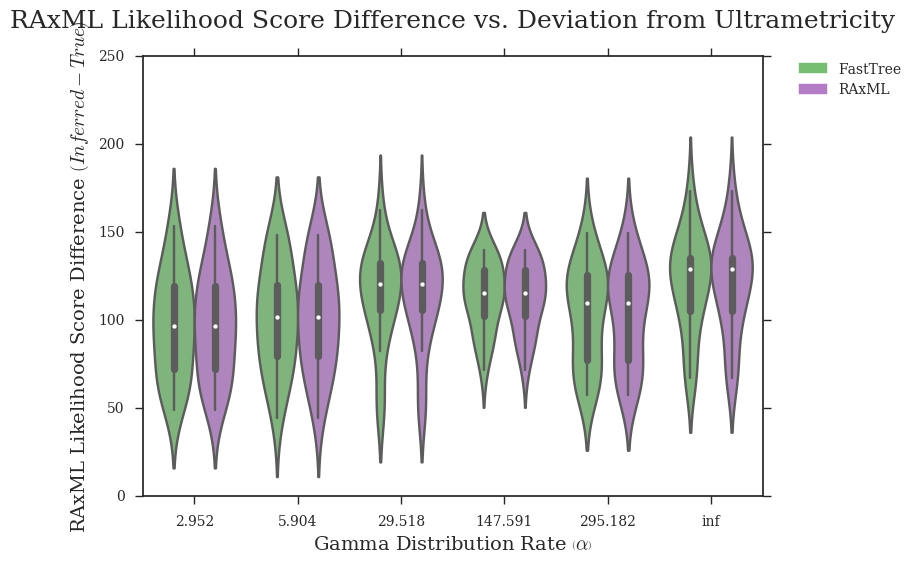 RAxML Likelihood Score Difference vs. Deviation from Ultrametricity
RAxML Likelihood Score Difference (Inferred − True)
250
200
150
100
50
0
2.952 5.904 29.518 147.591 295.182 inf
Gamma Distribution Rate (α)
FastTree
RAxML